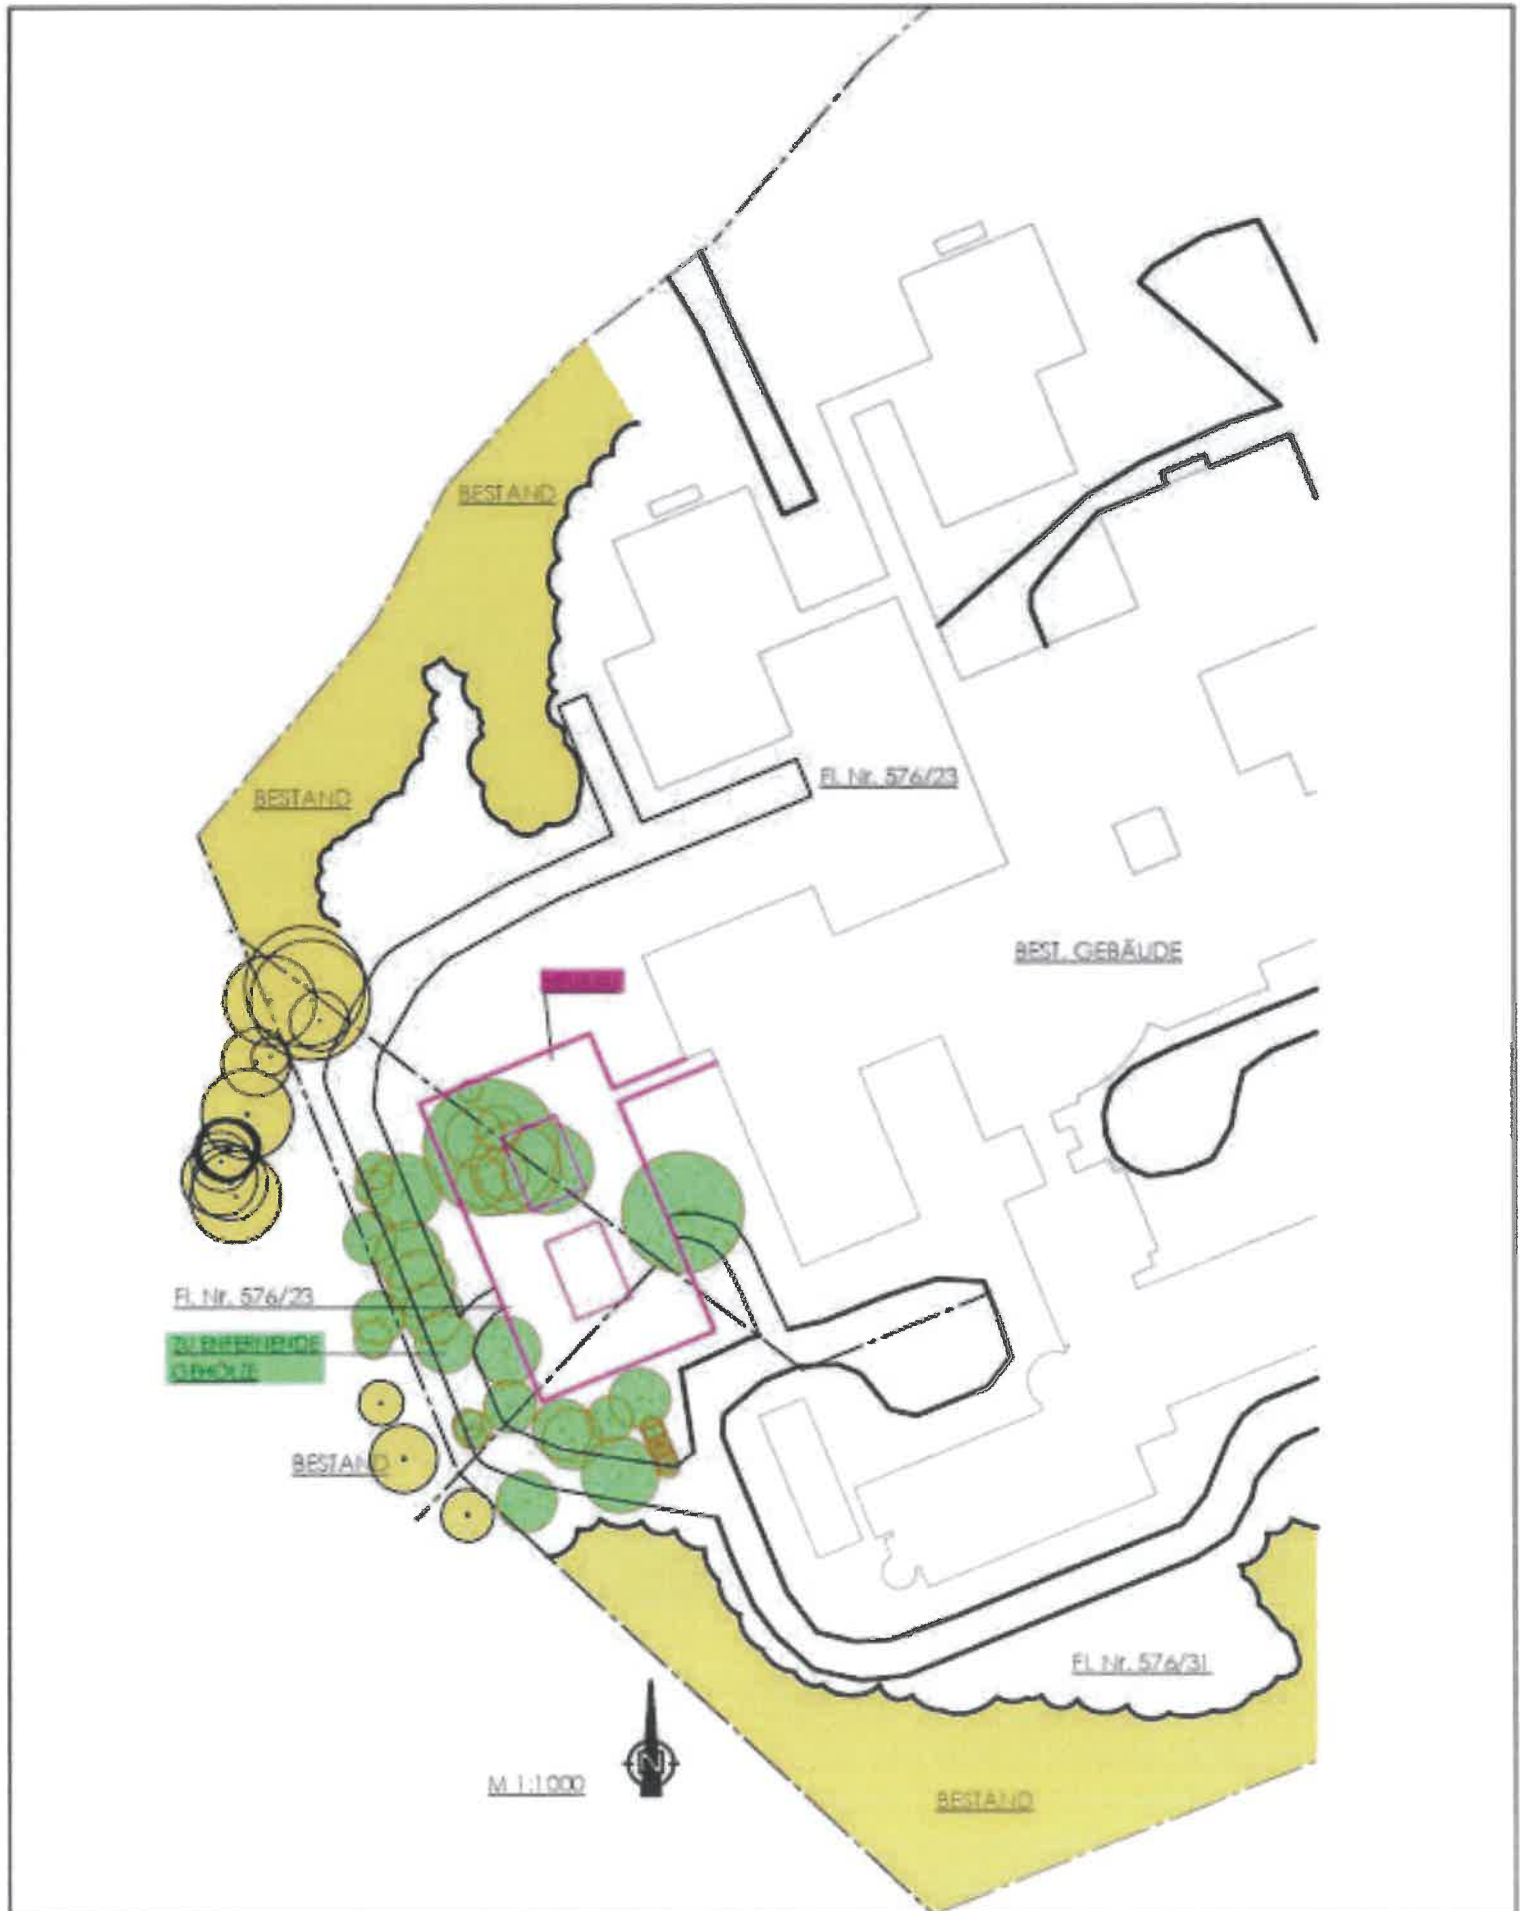 BESTAND
BESTAND
Fl. Nr. 576/23
BEST. GEBÄUDE
Fl. Nr. 576/23
ZU ENFERNENDE
GEHÖLZE
BESTAND
Fl. Nr. 576/31
N
M 1:1000
BESTAND